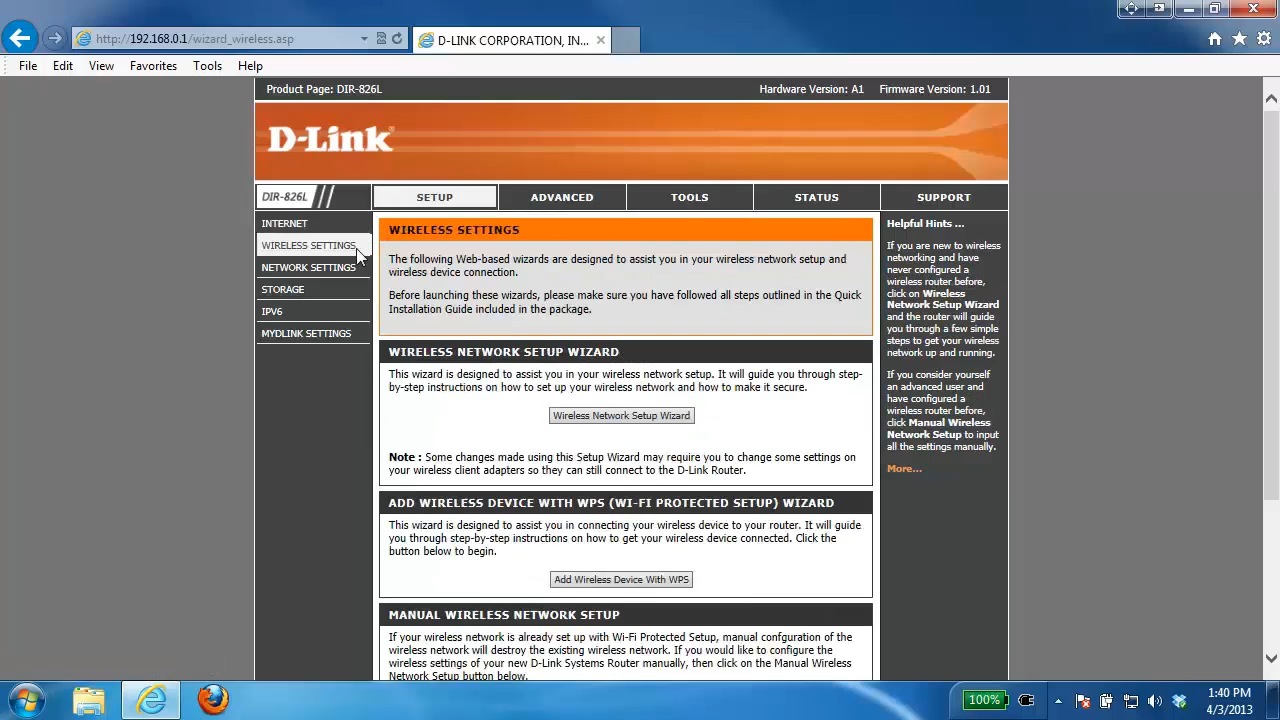 http://192.168.0.1/wizard_wireless.asp
D-LINK CORPORATION, IN...
File Edit View Favorites Tools Help
Product Page: DIR-826L Hardware Version: A1 Firmware Version: 1.01
D-Link
DIR-826L SETUP ADVANCED TOOLS STATUS SUPPORT
INTERNET
WIRELESS SETTINGS
NETWORK SETTINGS
STORAGE
IPV6
MYDLINK SETTINGS
WIRELESS SETTINGS
The following Web-based wizards are designed to assist you in your wireless network setup and
wireless device connection.
Before launching these wizards, please make sure you have followed all steps outlined in the Quick
Installation Guide included in the package.
WIRELESS NETWORK SETUP WIZARD
This wizard is designed to assist you in your wireless network setup. It will guide you through step-
by-step instructions on how to set up your wireless network and how to make it secure.
Wireless Network Setup Wizard
Note : Some changes made using this Setup Wizard may require you to change some settings on
your wireless client adapters so they can still connect to the D-Link Router.
ADD WIRELESS DEVICE WITH WPS (WI-FI PROTECTED SETUP) WIZARD
This wizard is designed to assist you in connecting your wireless device to your router. It will guide
you through step-by-step instructions on how to get your wireless device connected. Click the
button below to begin.
Add Wireless Device With WPS
MANUAL WIRELESS NETWORK SETUP
If your wireless network is already set up with Wi-Fi Protected Setup, manual confguration of the
wireless network will destroy the existing wireless network. If you would like to configure the
wireless settings of your new D-Link Systems Router manually, then click on the Manual Wireless
Network Setup button below.
Helpful Hints ...
If you are new to wireless
networking and have
never configured a
wireless router before,
click on Wireless
Network Setup Wizard
and the router will guide
you through a few simple
steps to get your wireless
network up and running.
If you consider yourself
an advanced user and
have configured a
wireless router before,
click Manual Wireless
Network Setup to input
all the settings manually.
More...
100%
1:40 PM
4/3/2013